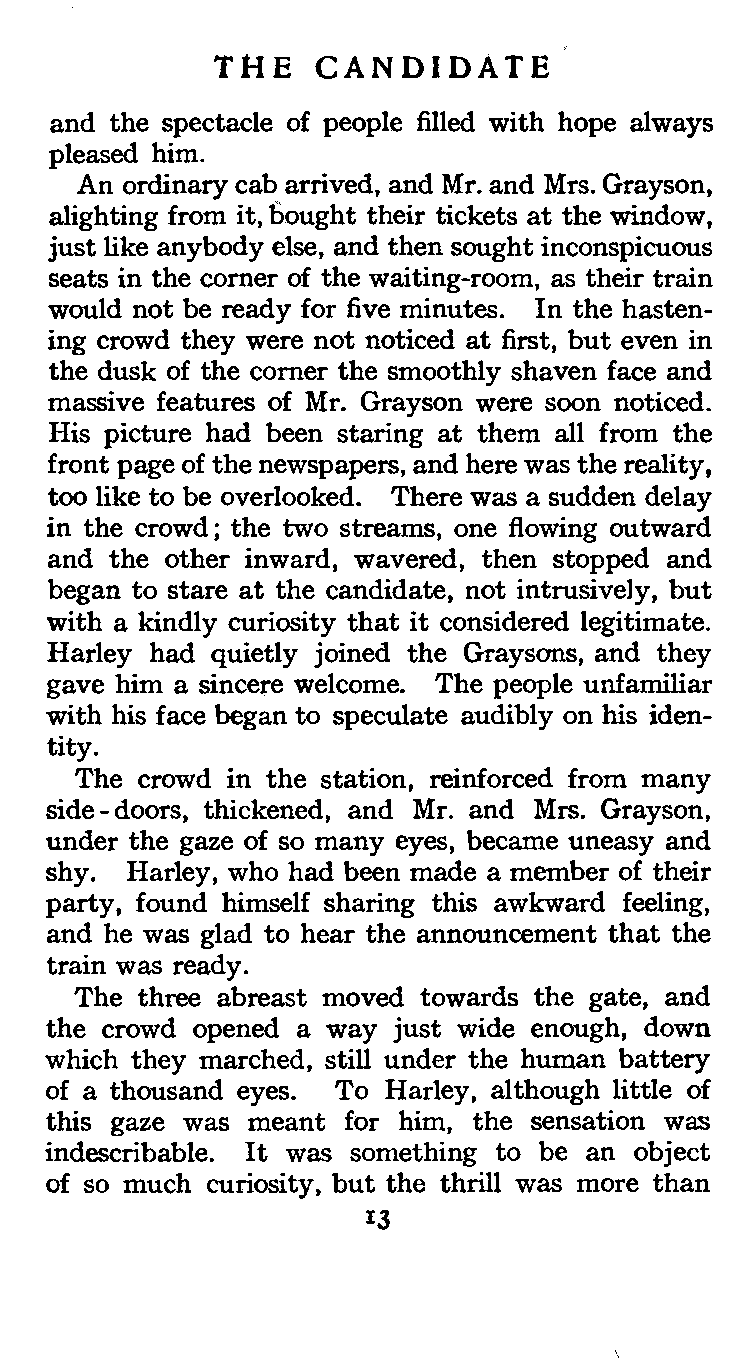 THE CANDIDATE
and the spectacle of people filled with hope always
pleased him.
An ordinary cab arrived, and Mr. and Mrs. Grayson,
alighting from it, bought their tickets at the window,
just like anybody else, and then sought inconspicuous
seats in the corner of the waiting-room, as their train
would not be ready for five minutes. In the hasten-
ing crowd they were not noticed at first, but even in
the dusk of the corner the smoothly shaven face and
massive features of Mr. Grayson were soon noticed.
His picture had been staring at them all from the
front page of the newspapers, and here was the reality,
too like to be overlooked. There was a sudden delay
in the crowd; the two streams, one flowing outward
and the other inward, wavered, then stopped and
began to stare at the candidate, not intrusively, but
with a kindly curiosity that it considered legitimate.
Harley had quietly joined the Graysons, and they
gave him a sincere welcome. The people unfamiliar
with his face began to speculate audibly on his iden-
tity.
The crowd in the station, reinforced from many
side-doors, thickened, and Mr. and Mrs. Grayson,
under the gaze of so many eyes, became uneasy and
shy. Harley, who had been made a member of their
party, found himself sharing this awkward feeling,
and he was glad to hear the announcement that the
train was ready.
The three abreast moved towards the gate, and
the crowd opened a way just wide enough, down
which they marched, still under the human battery
of a thousand eyes. To Harley, although little of
this gaze was meant for him, the sensation was
indescribable. It was something to be an object
of so much curiosity, but the thrill was more than
13